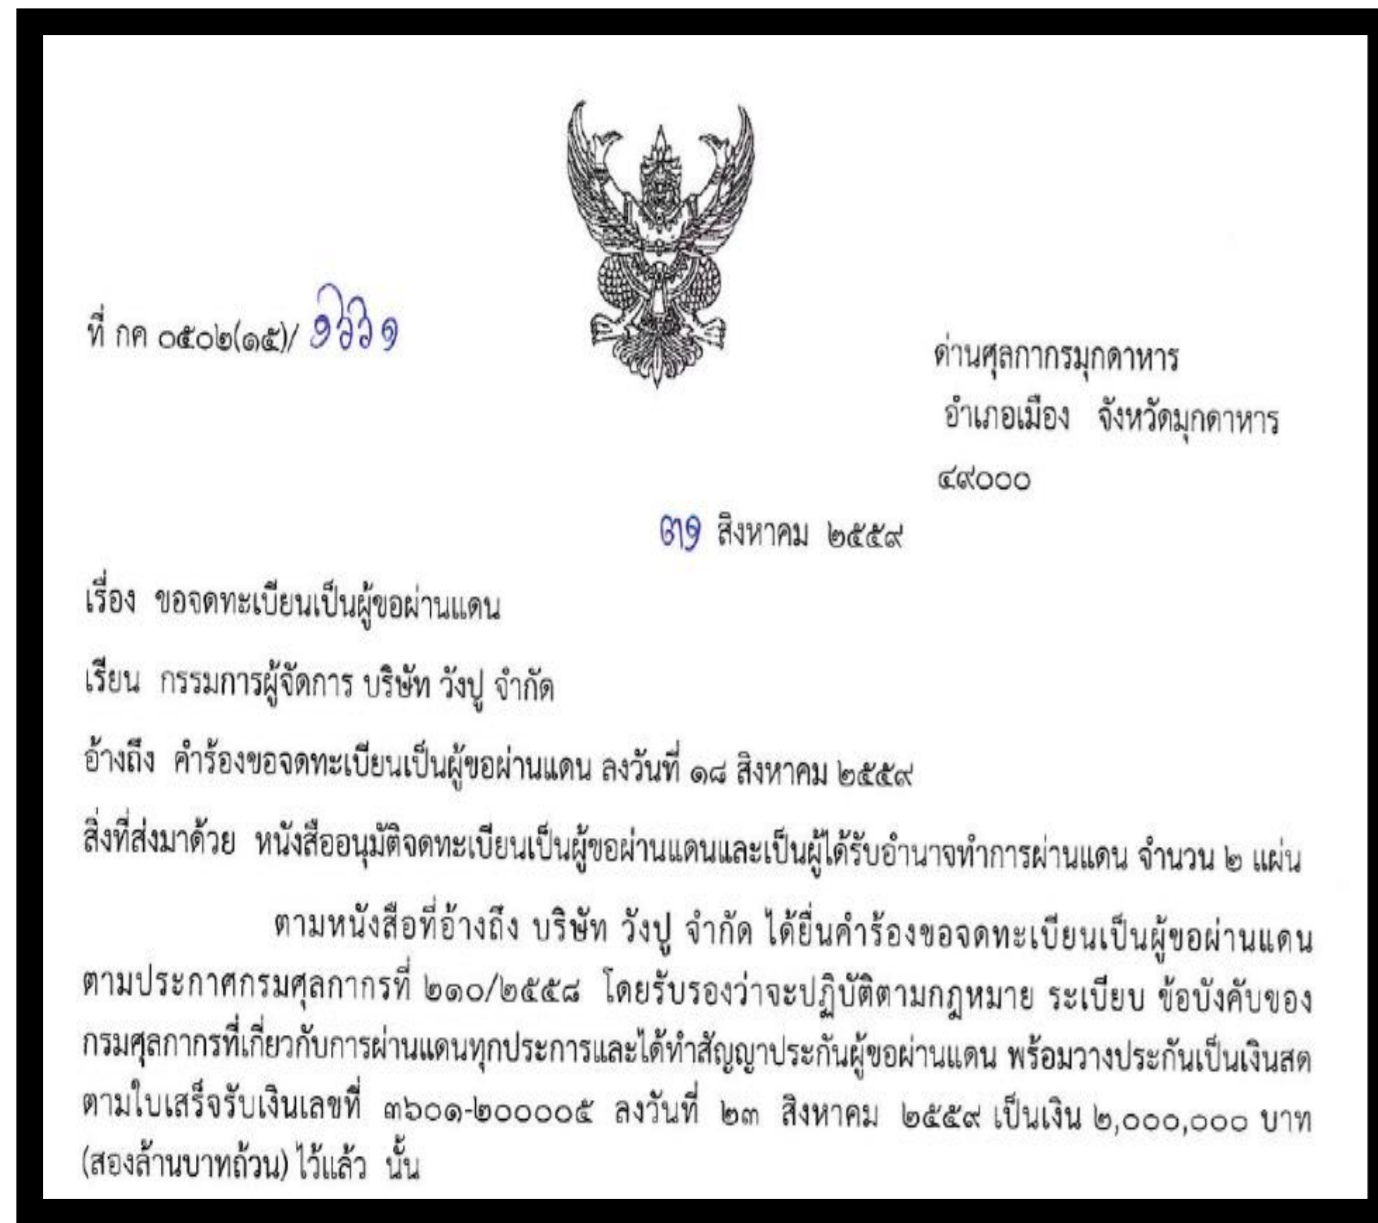 ที่ กค ๐๕๐๒(๑๕)/ ๑๖๖๑
ด่านศุลกากรมุกดาหาร
อำเภอเมือง จังหวัดมุกดาหาร
๔๙๐๐๐
๓๑ สิงหาคม ๒๕๕๙
เรื่อง ขอจดทะเบียนเป็นผู้ขอผ่านแดน
เรียน กรรมการผู้จัดการ บริษัท วังปู จำกัด
อ้างถึง คำร้องขอจดทะเบียนเป็นผู้ขอผ่านแดน ลงวันที่ ๑๘ สิงหาคม ๒๕๕๙
สิ่งที่ส่งมาด้วย หนังสืออนุมัติจดทะเบียนเป็นผู้ขอผ่านแดนและเป็นผู้ได้รับอำนาจทำการผ่านแดน จำนวน ๒ แผ่น
ตามหนังสือที่อ้างถึง บริษัท วังปู จำกัด ได้ยื่นคำร้องขอจดทะเบียนเป็นผู้ขอผ่านแดน
ตามประกาศกรมศุลกากรที่ ๒๑๐/๒๕๕๘ โดยรับรองว่าจะปฏิบัติตามกฎหมาย ระเบียบ ข้อบังคับของ
กรมศุลกากรที่เกี่ยวกับการผ่านแดนทุกประการและได้ทำสัญญาประกันผู้ขอผ่านแดน พร้อมวางประกันเป็นเงินสด
ตามใบเสร็จรับเงินเลขที่ ๓๖๐๑-๒๐๐๐๐๕ ลงวันที่ ๒๓ สิงหาคม ๒๕๕๙ เป็นเงิน ๒,๐๐๐,๐๐๐ บาท
(สองล้านบาทถ้วน) ไว้แล้ว นั้น